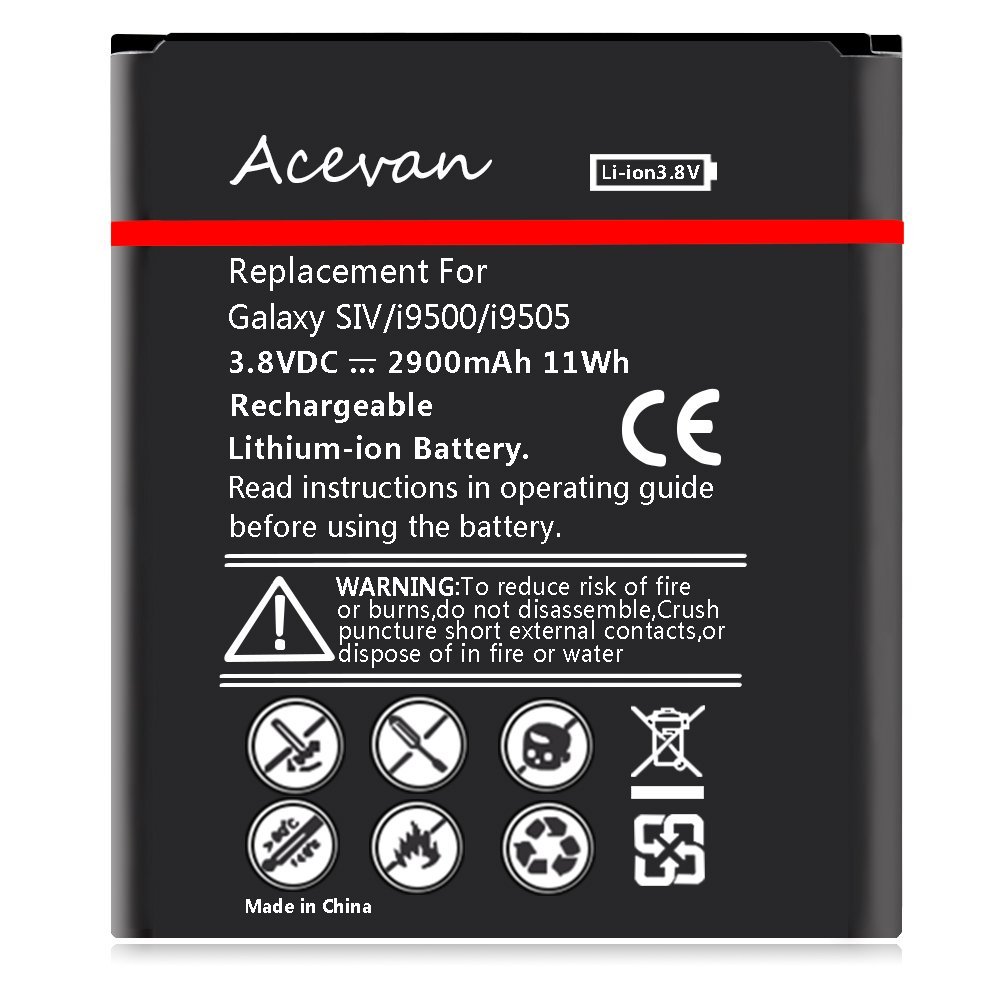 Acevan
Li-ion3.8V
Replacement For
Galaxy SIV/i9500/i9505
3.8VDC ⎓ 2900mAh 11Wh
Rechargeable
Lithium-ion Battery.
CE
Read instructions in operating guide
before using the battery.
WARNING:To reduce risk of fire
or burns,do not disassemble,Crush
puncture short external contacts,or
dispose of in fire or water
Made in China